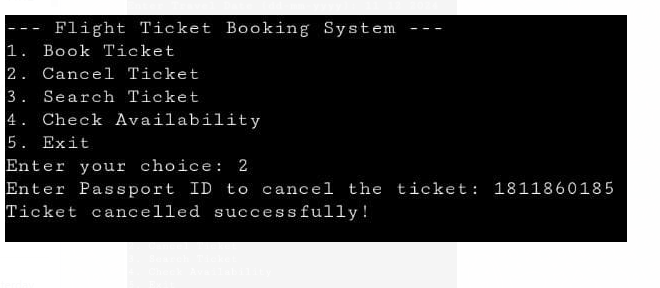 --- Flight Ticket Booking System ---
1. Book Ticket
2. Cancel Ticket
3. Search Ticket
4. Check Availability
5. Exit
Enter your choice: 2
Enter Passport ID to cancel the ticket: 1811860185
Ticket cancelled successfully!